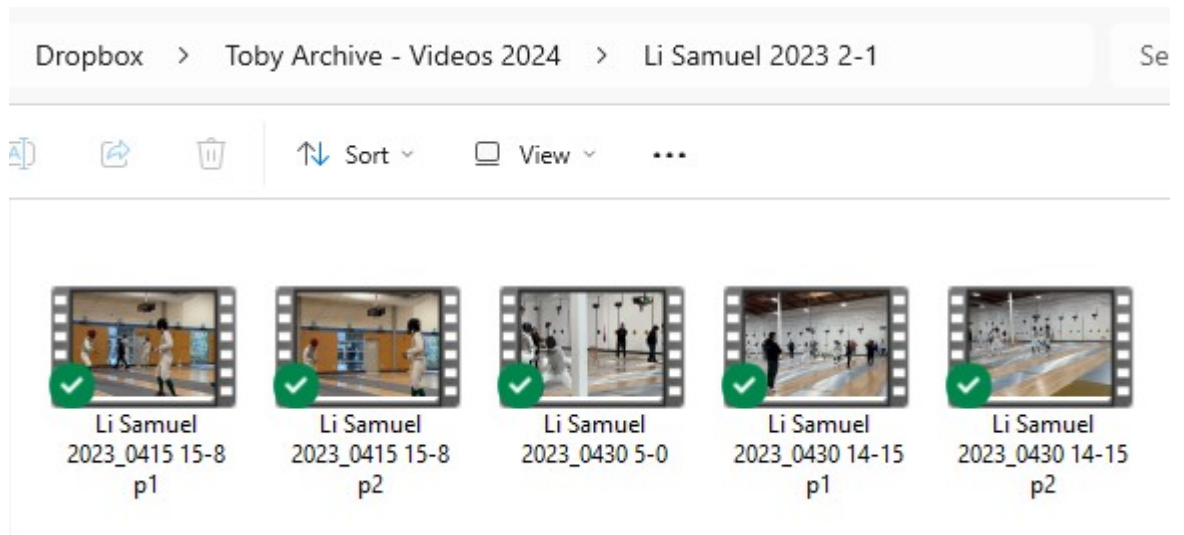 Dropbox > Toby Archive - Videos 2024 > Li Samuel 2023 2-1 Se
A Sort View •••
Li Samuel
2023_0415 15-8
p1
Li Samuel
2023_0415 15-8
p2
Li Samuel
2023_0430 5-0
Li Samuel
2023_0430 14-15
p1
Li Samuel
2023_0430 14-15
p2